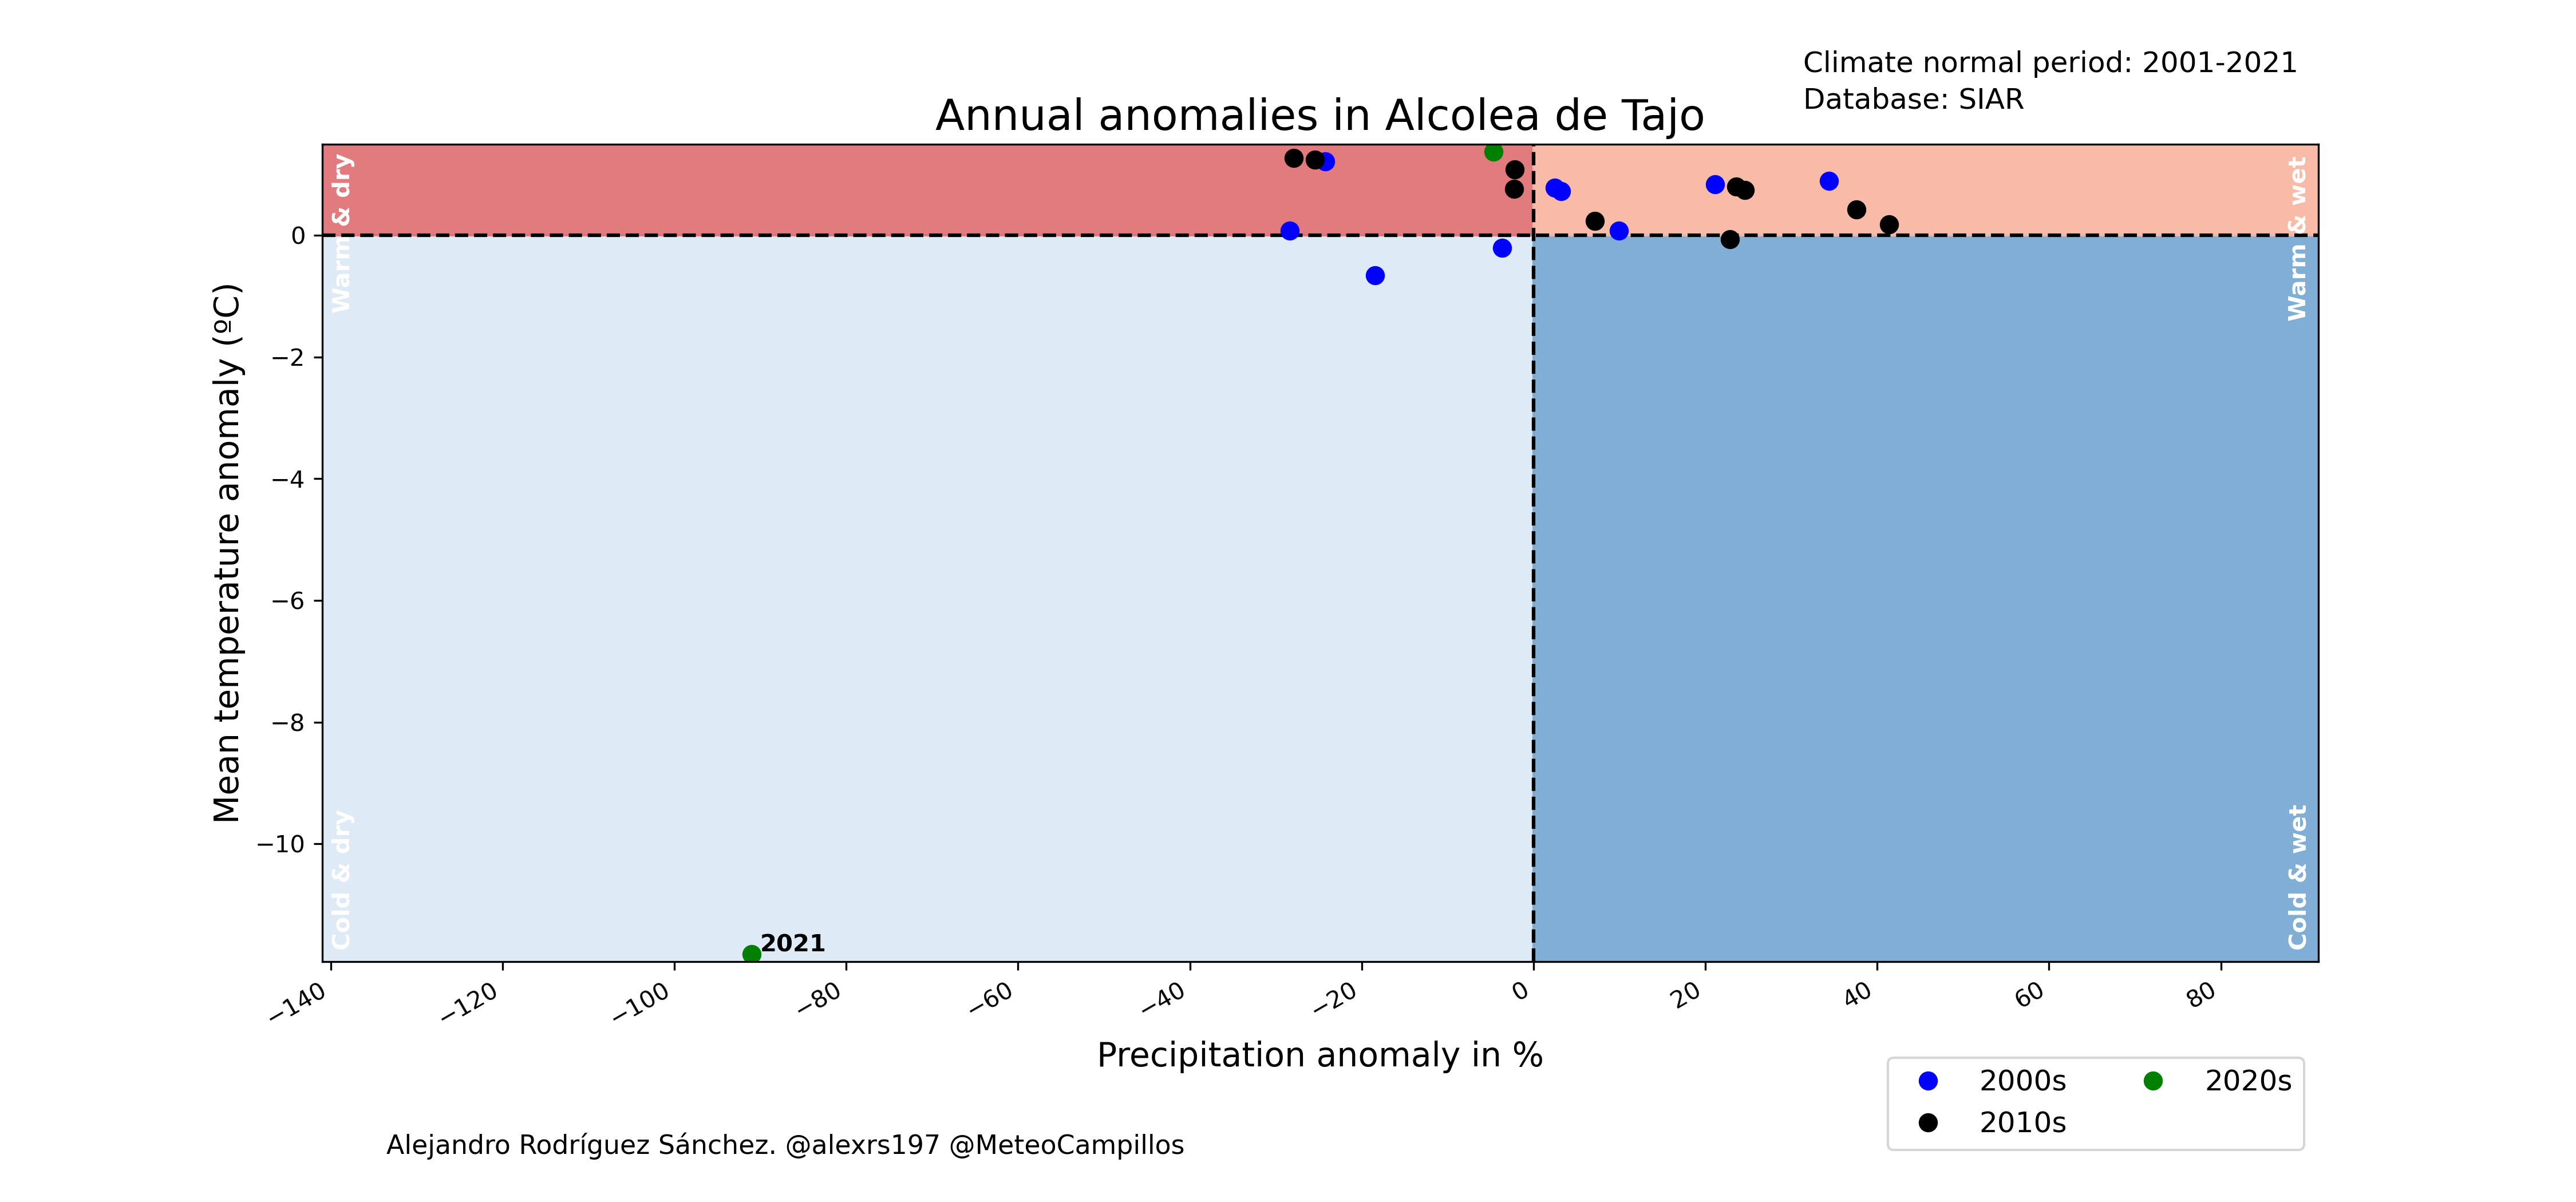 Climate normal period: 2001-2021
Database: SIAR
Annual anomalies in Alcolea de Tajo
Warm & dry
Warm & wet
Cold & dry
Cold & wet
Mean temperature anomaly (ºC)
0
−2
−4
−6
−8
−10
2021
−140
−120
−100
−80
−60
−40
−20
0
20
40
60
80
Precipitation anomaly in %
2000s
2010s
2020s
Alejandro Rodríguez Sánchez. @alexrs197 @MeteoCampillos